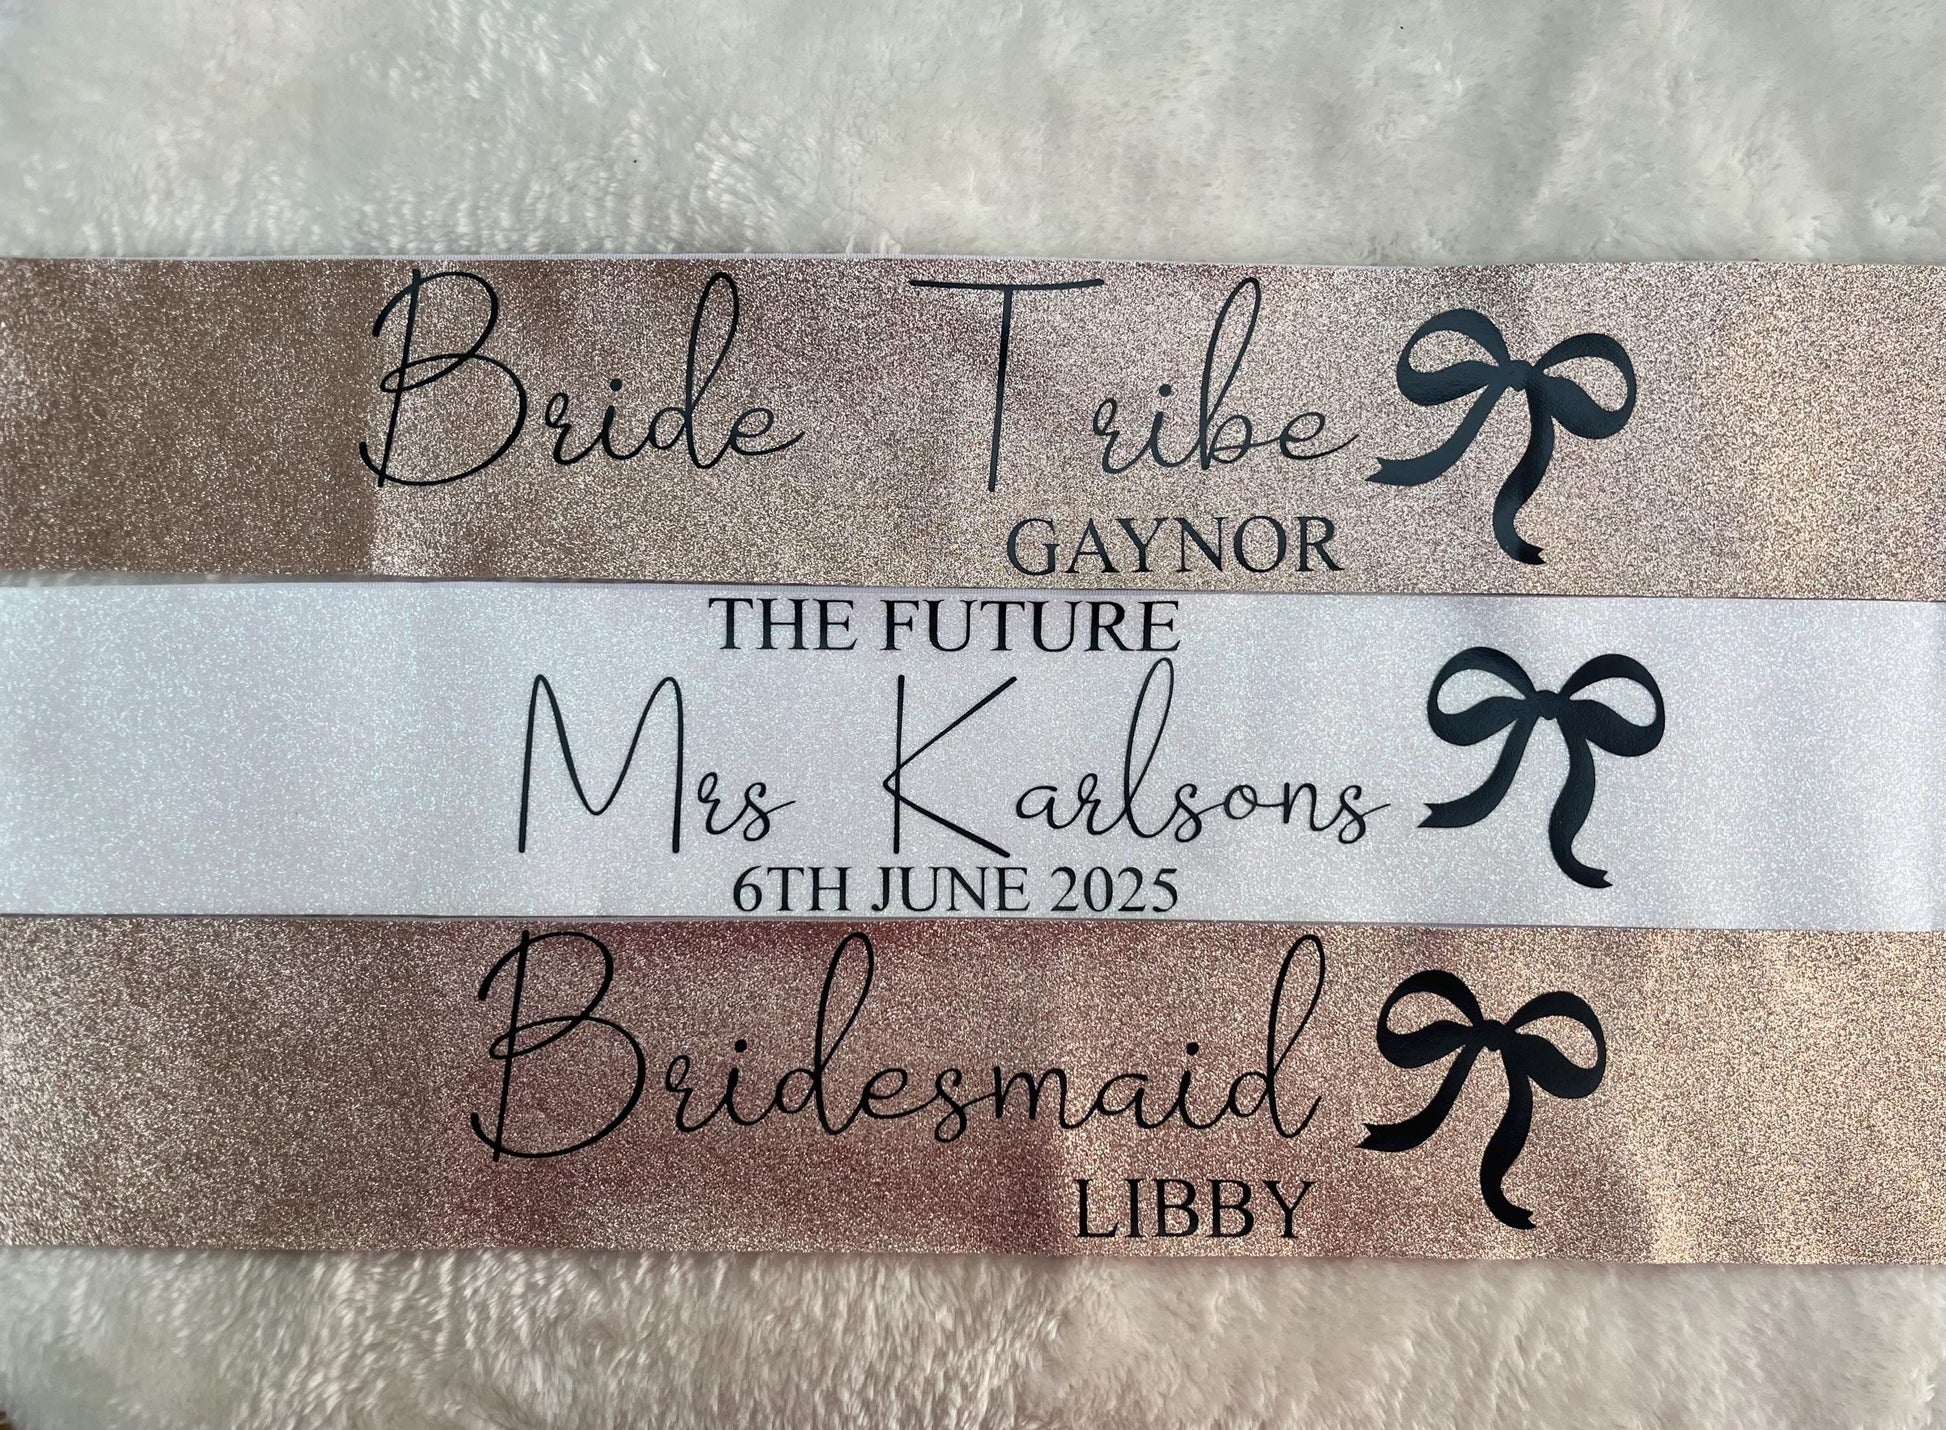 Bride Tribe
GAYNOR
THE FUTURE
Mrs Karlsons
6TH JUNE 2025
Bridesmaid
LIBBY